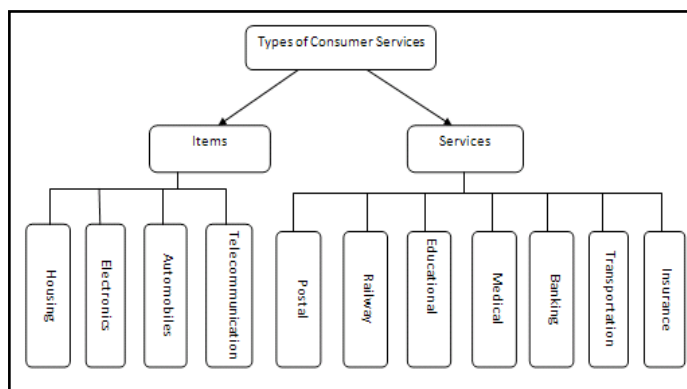 Types of Consumer Services
Items
Services
Housing
Electronics
Automobiles
Telecommunication
Postal
Railway
Educational
Medical
Banking
Transportation
Insurance